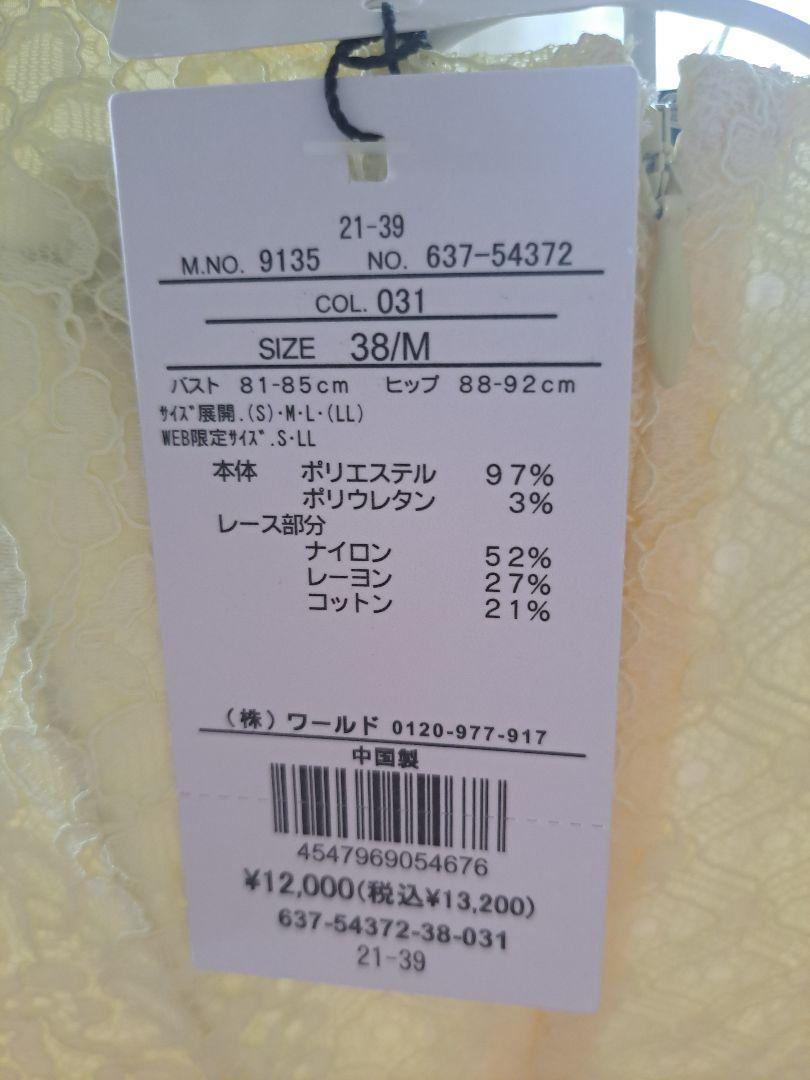 21-39
M.NO. 9135 NO. 637-54372
COL. 031
SIZE 38/M
バスト 81-85cm ヒップ 88-92cm
ｻｲｽﾞ展開.(S)･M･L･(LL)
WEB限定ｻｲｽﾞ.S･LL
本体 ポリエステル 97%
ポリウレタン 3%
レース部分
ナイロン 52%
レーヨン 27%
コットン 21%
(株)ワールド 0120-977-917
中国製
4547969054676
¥12,000(税込¥13,200)
637-54372-38-031
21-39